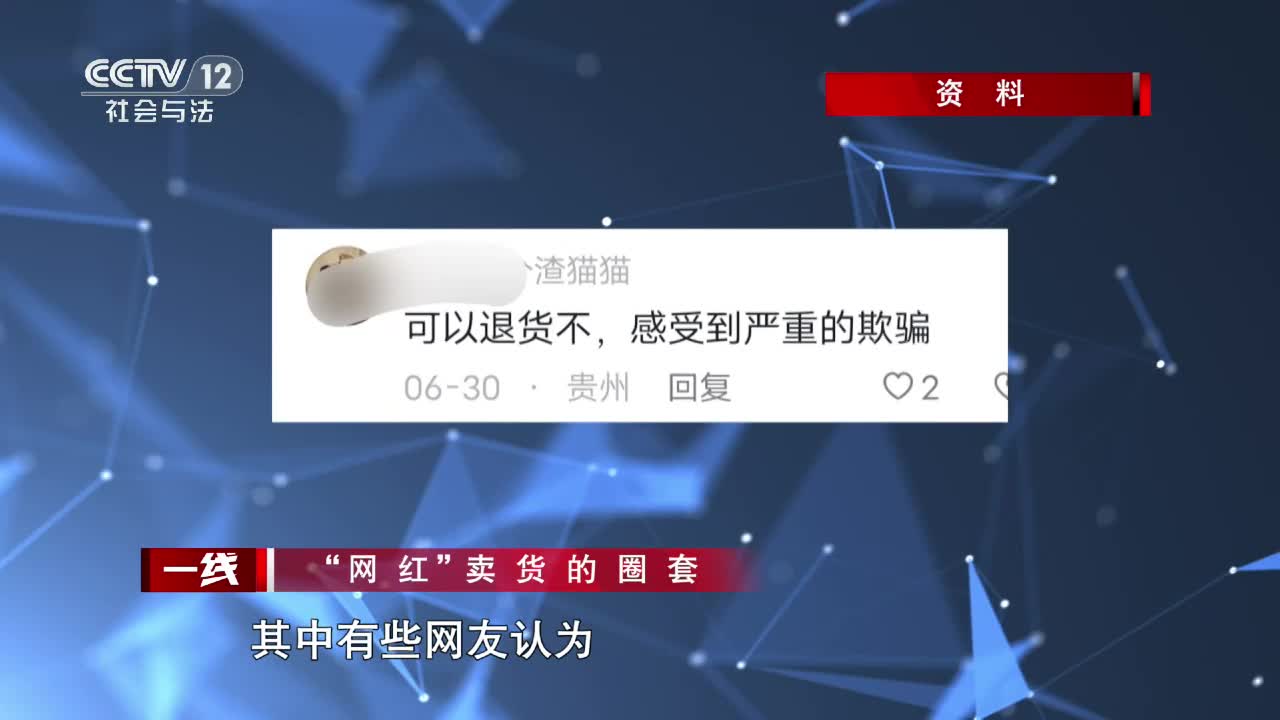 CCTV 12
社会与法
资 料
渣猫猫
可以退货不，感受到严重的欺骗
06-30 · 贵州 回复 2
一线 “网 红”卖 货 的 圈 套
其中有些网友认为